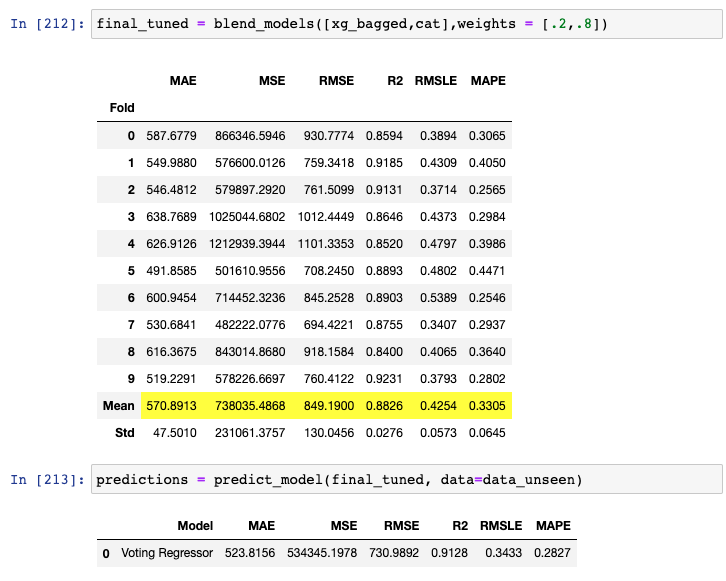 In [212]: final_tuned = blend_models([xg_bagged,cat],weights = [.2,.8])
MAE MSE RMSE R2 RMSLE MAPE
Fold
0 587.6779 866346.5946 930.7774 0.8594 0.3894 0.3065
1 549.9880 576600.0126 759.3418 0.9185 0.4309 0.4050
2 546.4812 579897.2920 761.5099 0.9131 0.3714 0.2565
3 638.7689 1025044.6802 1012.4449 0.8646 0.4373 0.2984
4 626.9126 1212939.3944 1101.3353 0.8520 0.4797 0.3986
5 491.8585 501610.9556 708.2450 0.8893 0.4802 0.4471
6 600.9454 714452.3236 845.2528 0.8903 0.5389 0.2546
7 530.6841 482222.0776 694.4221 0.8755 0.3407 0.2937
8 616.3675 843014.8680 918.1584 0.8400 0.4065 0.3640
9 519.2291 578226.6697 760.4122 0.9231 0.3793 0.2802
Mean 570.8913 738035.4868 849.1900 0.8826 0.4254 0.3305
Std 47.5010 231061.3757 130.0456 0.0276 0.0573 0.0645
In [213]: predictions = predict_model(final_tuned, data=data_unseen)
Model MAE MSE RMSE R2 RMSLE MAPE
0 Voting Regressor 523.8156 534345.1978 730.9892 0.9128 0.3433 0.2827